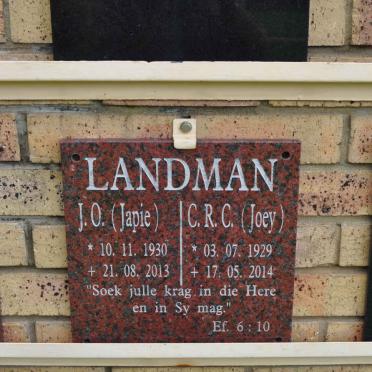 LANDMAN
J. O. (Japie) C. R. C. (Joey)
* 10. 11. 1930 * 03. 07. 1929
+ 21. 08. 2013 + 17. 05. 2014
"Soek julle krag in die Here
en in Sy mag."
Ef. 6 : 10